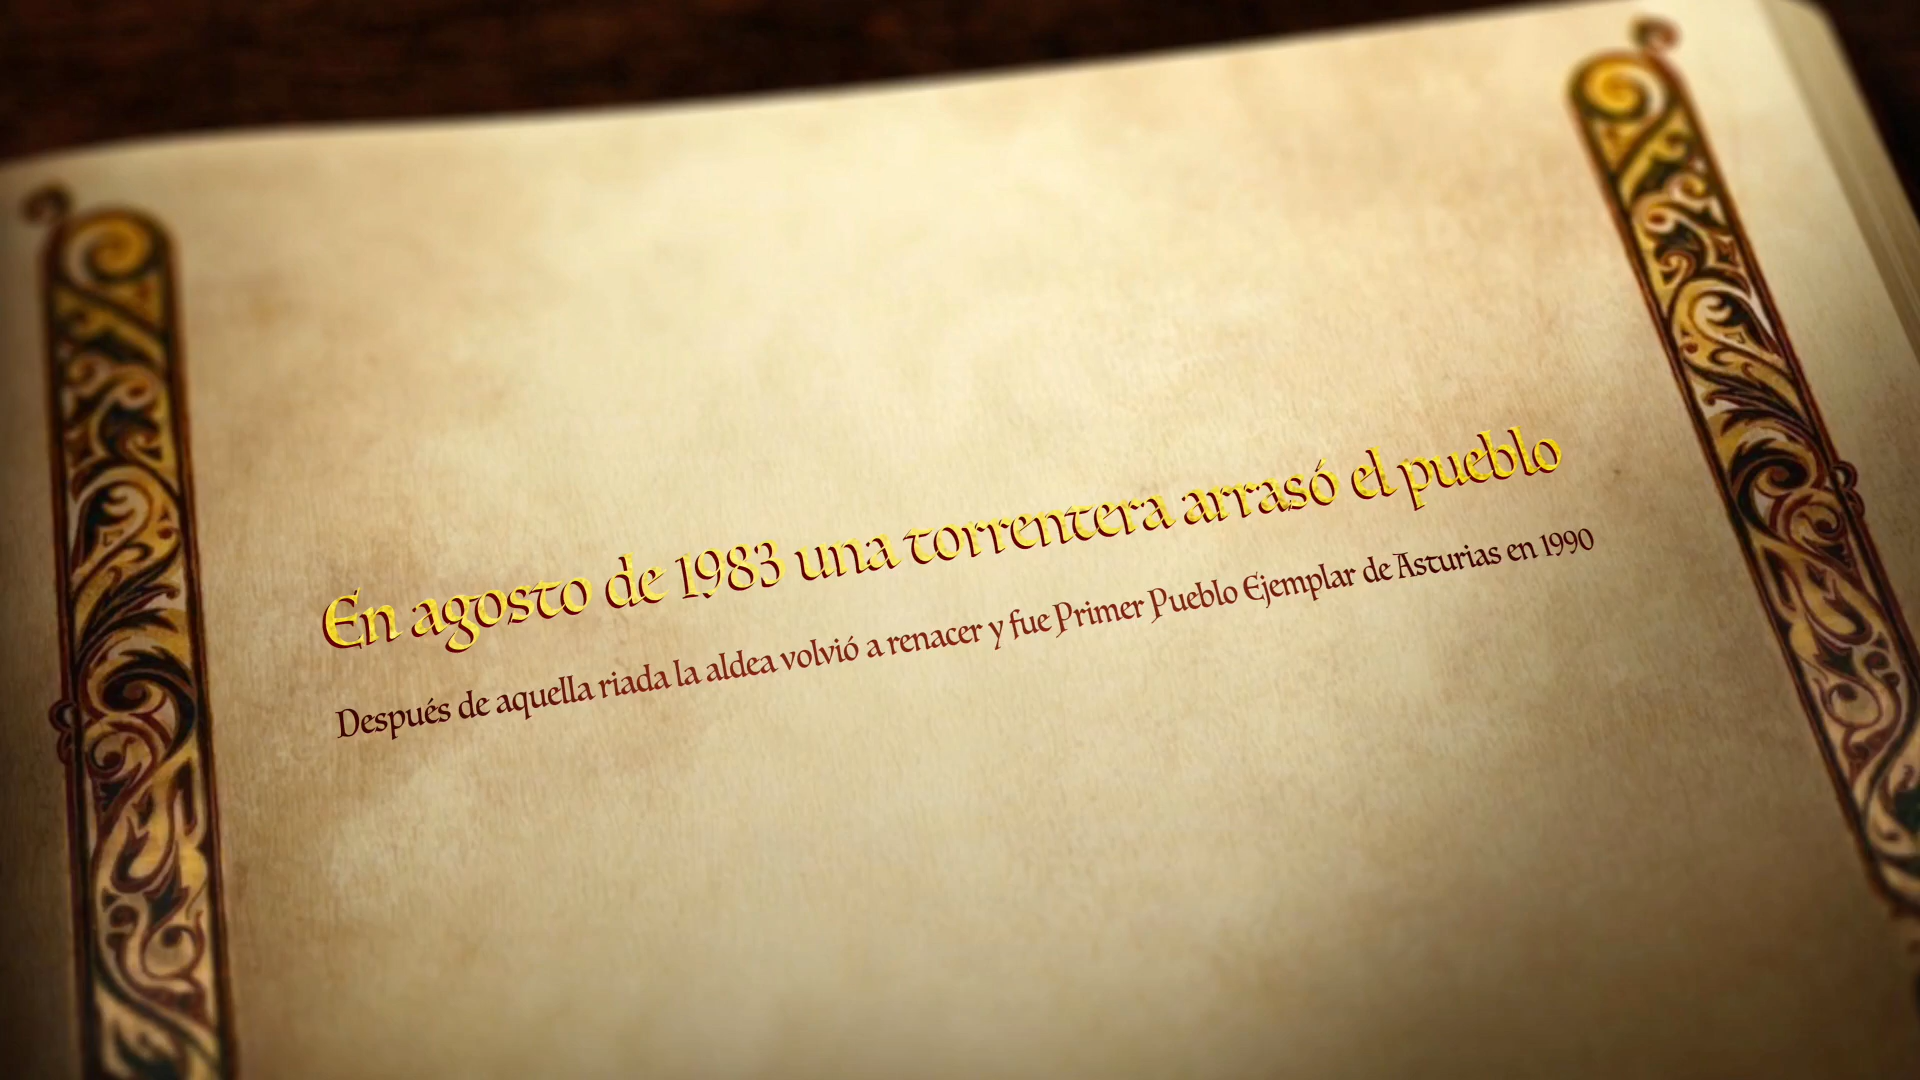 En agosto de 1983 una torrentera arrasó el pueblo
Después de aquella riada la aldea volvió a renacer y fue Primer Pueblo Ejemplar de Asturias en 1990